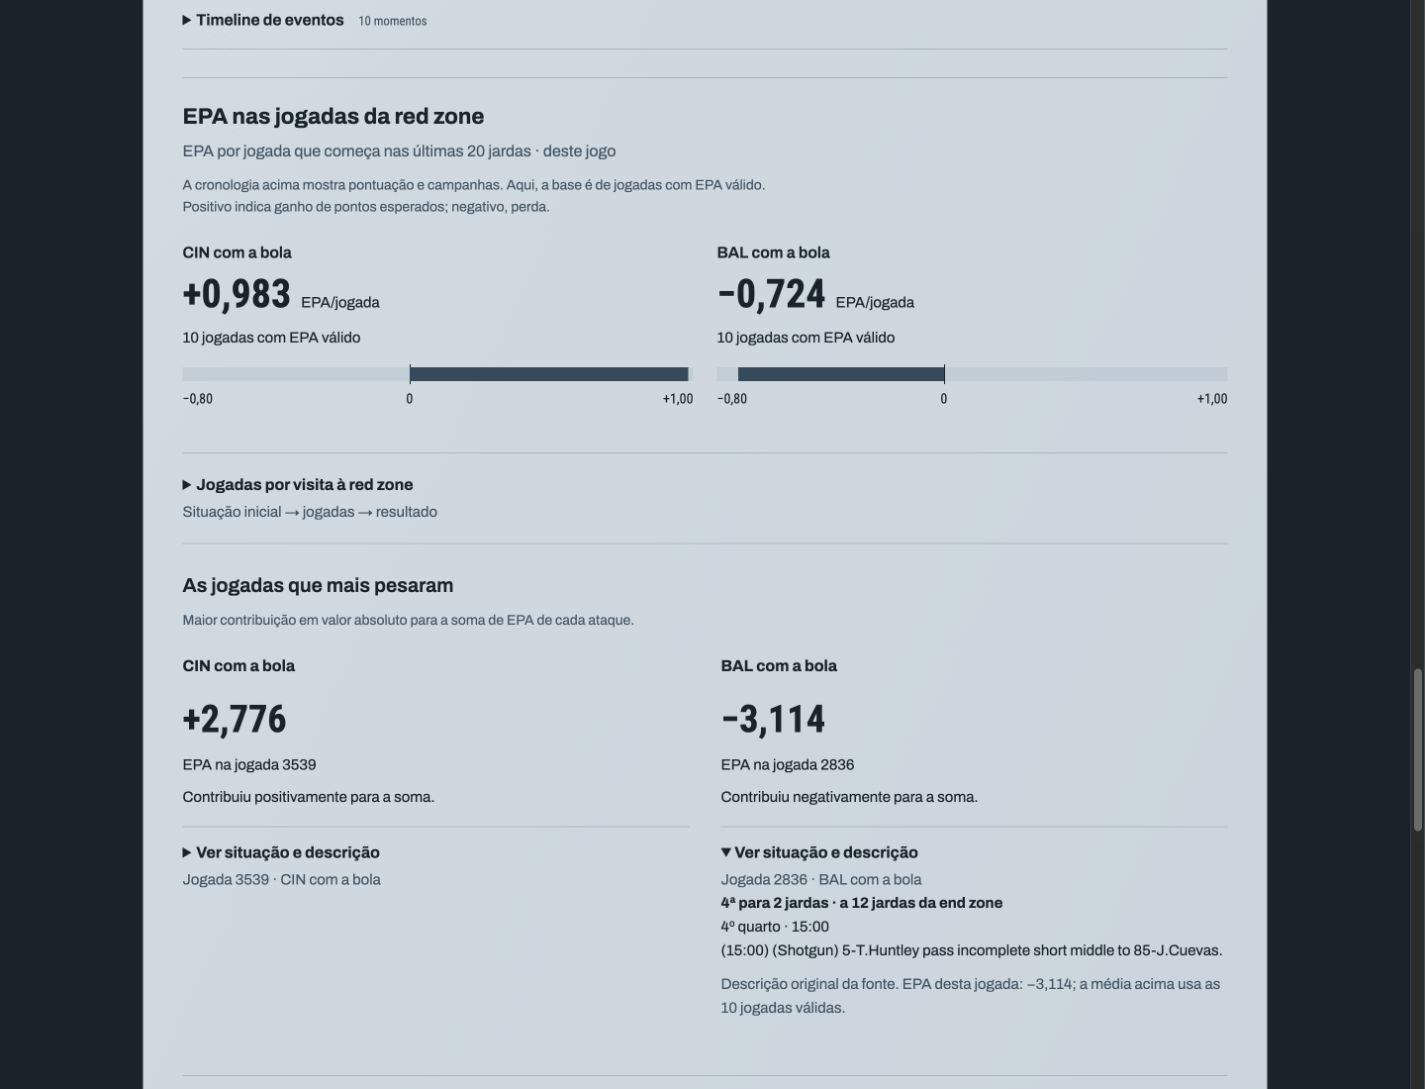 Timeline de eventos 10 momentos
EPA nas jogadas da red zone
EPA por jogada que começa nas últimas 20 jardas · deste jogo
A cronologia acima mostra pontuação e campanhas. Aqui, a base é de jogadas com EPA válido.
Positivo indica ganho de pontos esperados; negativo, perda.
CIN com a bola
+0,983 EPA/jogada
10 jogadas com EPA válido
−0,80 0 +1,00
BAL com a bola
−0,724 EPA/jogada
10 jogadas com EPA válido
−0,80 0 +1,00
Jogadas por visita à red zone
Situação inicial → jogadas → resultado
As jogadas que mais pesaram
Maior contribuição em valor absoluto para a soma de EPA de cada ataque.
CIN com a bola
+2,776
EPA na jogada 3539
Contribuiu positivamente para a soma.
Ver situação e descrição
Jogada 3539 · CIN com a bola
BAL com a bola
−3,114
EPA na jogada 2836
Contribuiu negativamente para a soma.
Ver situação e descrição
Jogada 2836 · BAL com a bola
4ª para 2 jardas · a 12 jardas da end zone
4º quarto · 15:00
(15:00) (Shotgun) 5-T.Huntley pass incomplete short middle to 85-J.Cuevas.
Descrição original da fonte. EPA desta jogada: −3,114; a média acima usa as
10 jogadas válidas.